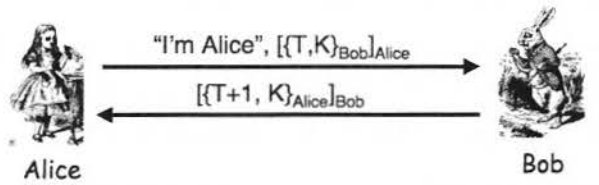 "I'm Alice", [{T,K}Bob]Alice
[{T+1, K}Alice]Bob
Alice
Bob